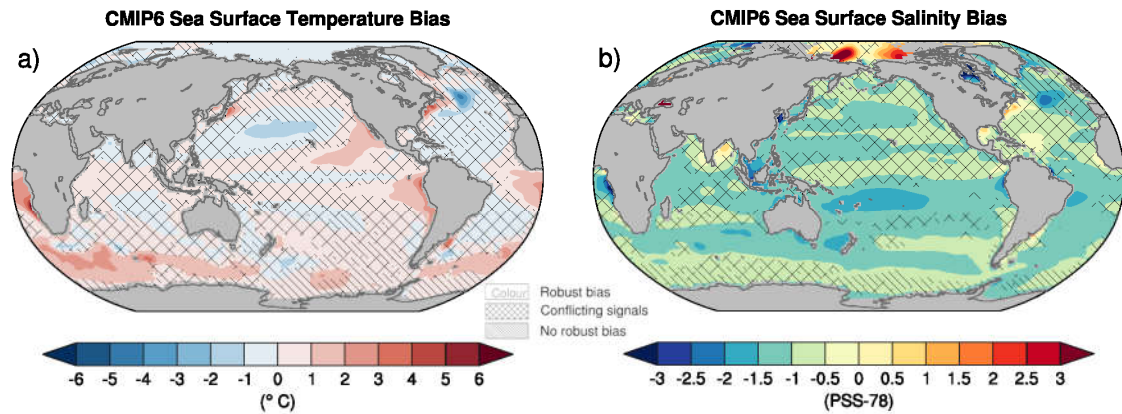 CMIP6 Sea Surface Temperature Bias
CMIP6 Sea Surface Salinity Bias
a)
b)
Colour Robust bias
Conflicting signals
No robust bias
-6 -5 -4 -3 -2 -1 0 1 2 3 4 5 6
(° C)
-3 -2.5 -2 -1.5 -1 -0.5 0 0.5 1 1.5 2 2.5 3
(PSS-78)